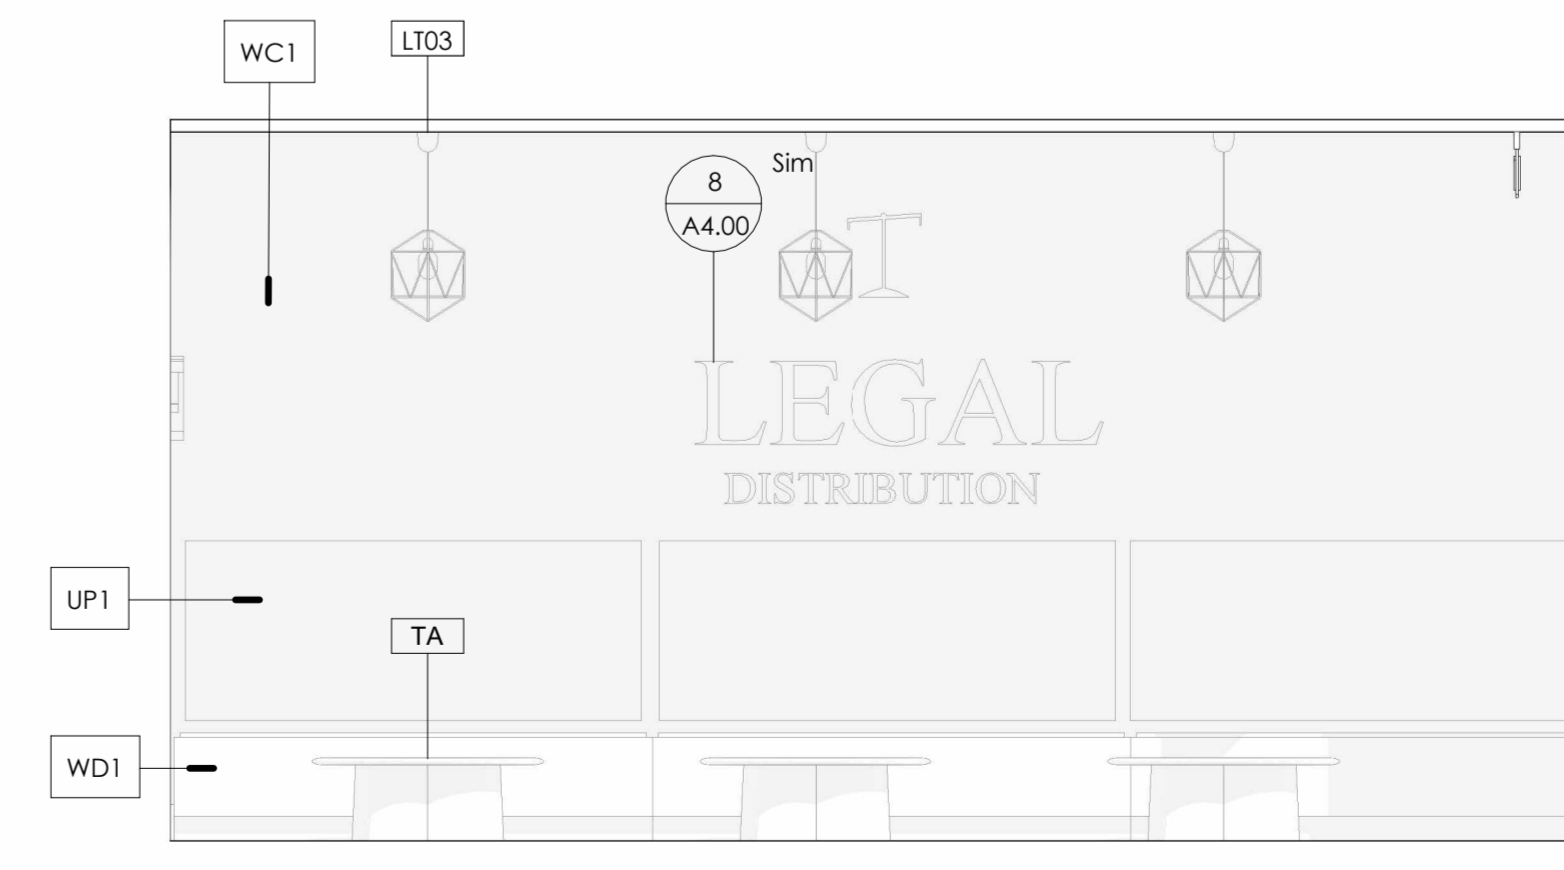 WC1
LT03
8
Sim
A4.00
LEGAL
DISTRIBUTION
UP1
TA
WD1